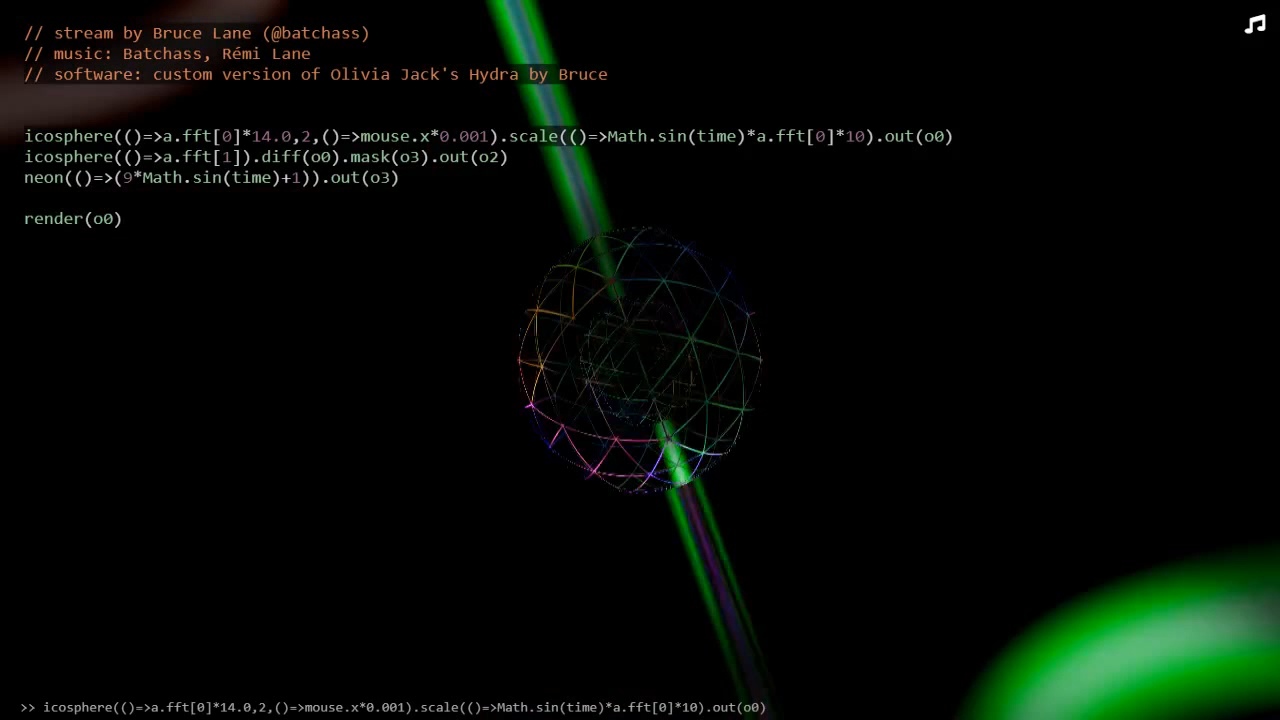 // stream by Bruce Lane (@batchass)
// music: Batchass, Rémi Lane
// software: custom version of Olivia Jack's Hydra by Bruce
icosphere(()=>a.fft[0]*14.0,2,()=>mouse.x*0.001).scale(()=>Math.sin(time)*a.fft[0]*10).out(o0)
icosphere(()=>a.fft[1]).diff(o0).mask(o3).out(o2)
neon(()=>(9*Math.sin(time)+1)).out(o3)
render(o0)
>> icosphere(()=>a.fft[0]*14.0,2,()=>mouse.x*0.001).scale(()=>Math.sin(time)*a.fft[0]*10).out(o0)